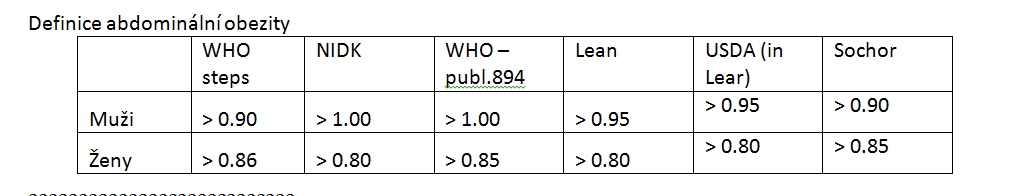 Definice abdominální obezity
WHO steps NIDK WHO – publ.894 Lean USDA (in Lear) Sochor
Muži > 0.90 > 1.00 > 1.00 > 0.95 > 0.95 > 0.90
Ženy > 0.86 > 0.80 > 0.85 > 0.80 > 0.80 > 0.85